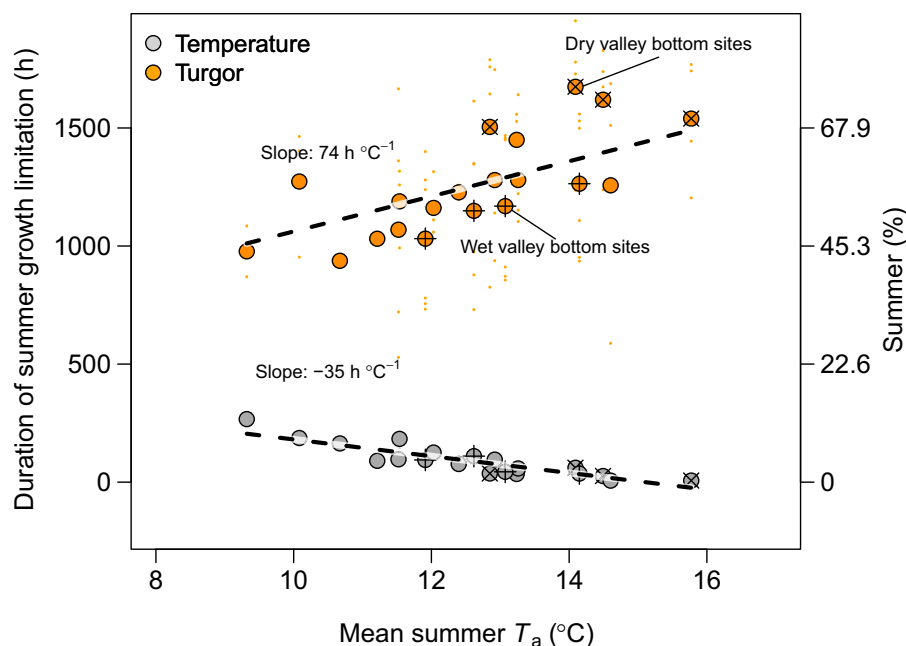 Temperature
Turgor
Dry valley bottom sites
Slope: 74 h °C⁻¹
Wet valley bottom sites
Slope: −35 h °C⁻¹
Duration of summer growth limitation (h)
1500
1000
500
0
67.9
45.3
22.6
0
Summer (%)
8 10 12 14 16
Mean summer Tₐ (°C)